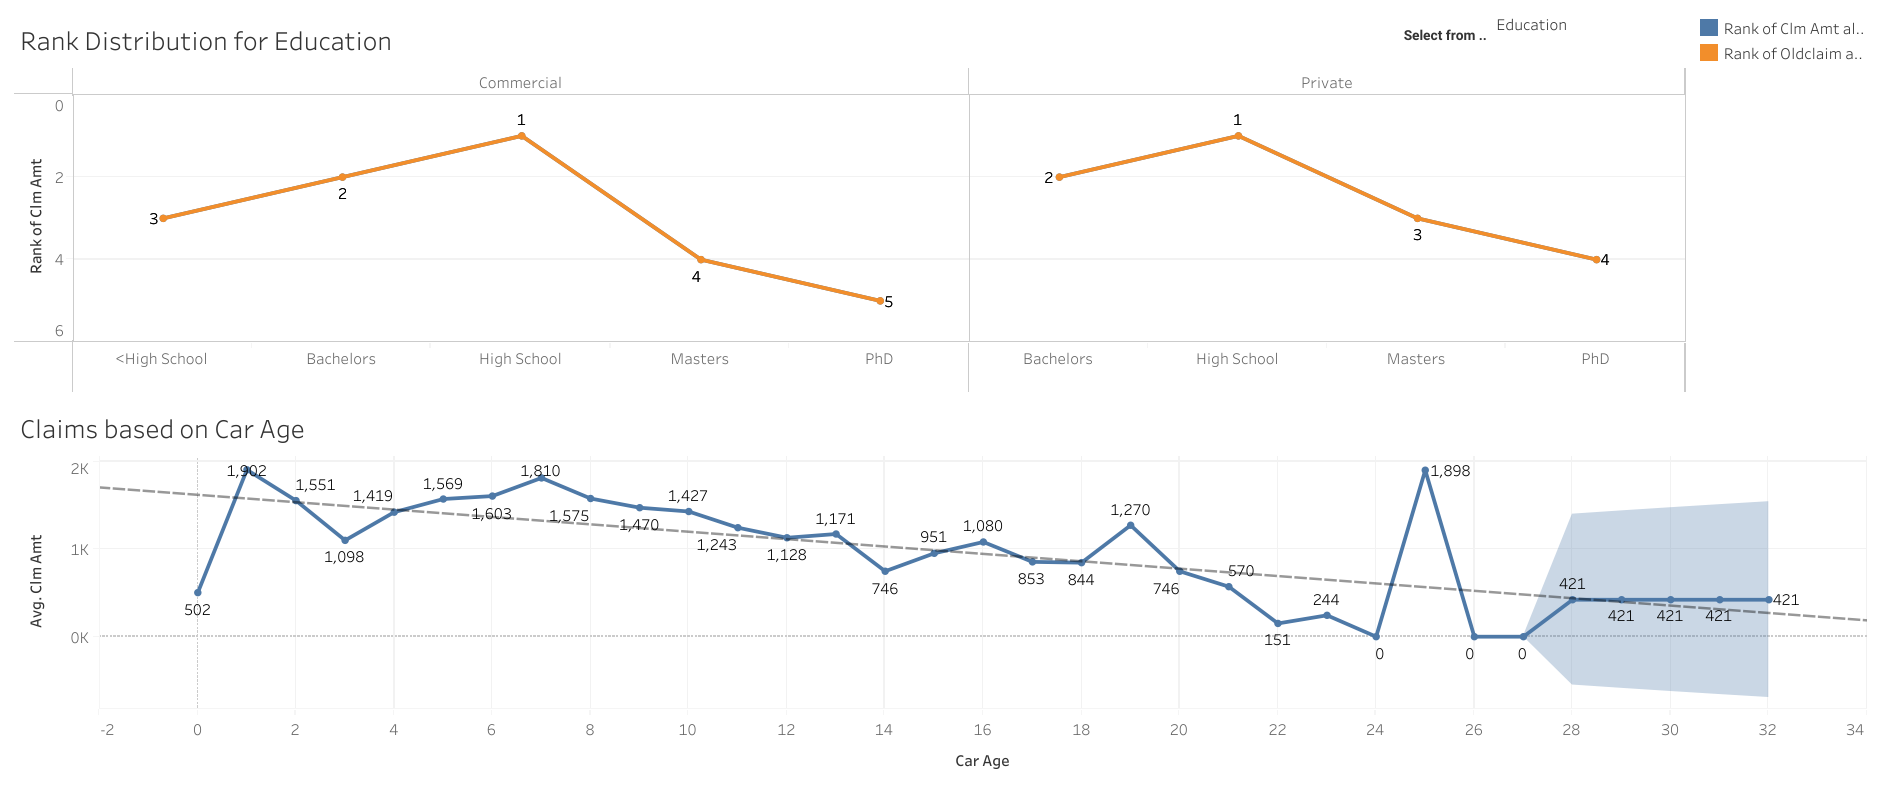 Rank Distribution for Education
Select from ..
Education
Rank of Clm Amt al..
Rank of Oldclaim a..
Commercial
Private
Rank of Clm Amt
0
2
4
6
3
2
1
4
5
2
1
3
4
<High School
Bachelors
High School
Masters
PhD
Bachelors
High School
Masters
PhD
Claims based on Car Age
Avg. Clm Amt
2K
1K
0K
502
1,902
1,551
1,098
1,419
1,569
1,603
1,810
1,575
1,470
1,427
1,243
1,128
1,171
746
951
1,080
853
844
1,270
746
570
151
244
0
1,898
0
0
421
421
421
421
421
-2
0
2
4
6
8
10
12
14
16
18
20
22
24
26
28
30
32
34
Car Age